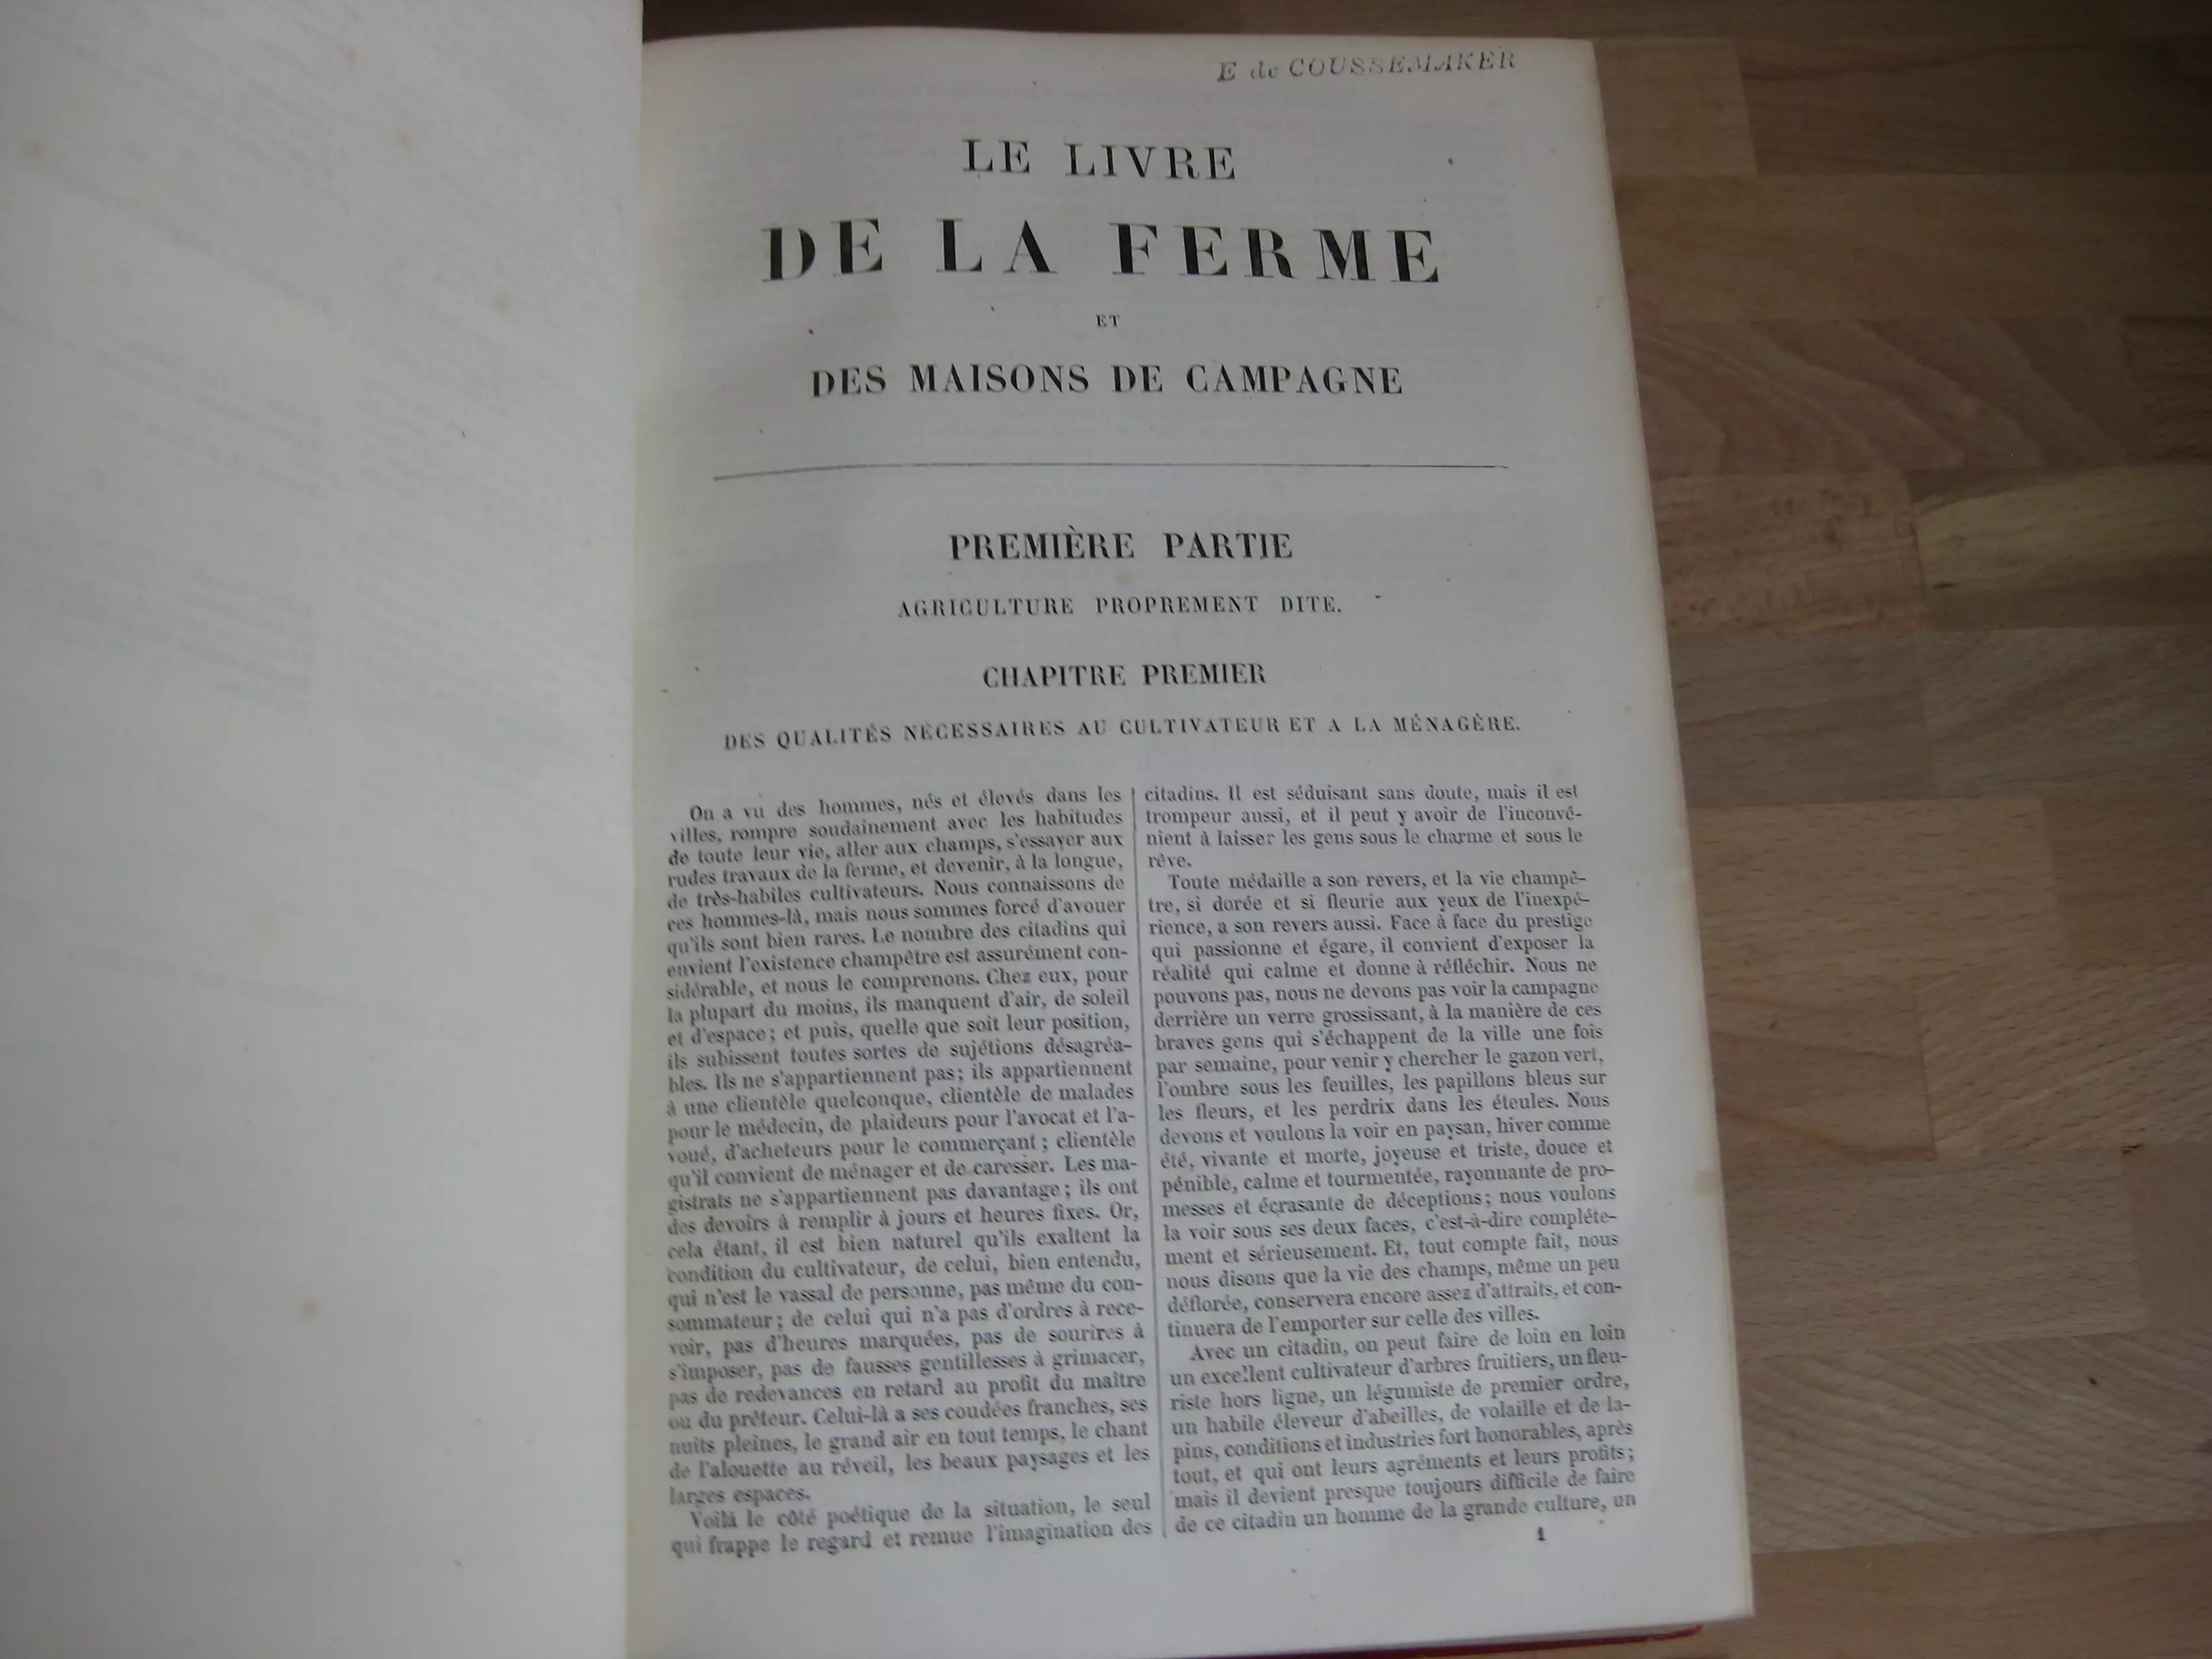 E de COUSSEMAKER
LE LIVRE
DE LA FERME
ET
DES MAISONS DE CAMPAGNE
PREMIÈRE PARTIE
AGRICULTURE PROPREMENT DITE.
CHAPITRE PREMIER
DES QUALITÉS NÉCESSAIRES AU CULTIVATEUR ET A LA MÉNAGÈRE.
On a vu des hommes, nés et élevés dans les
villes, rompre soudainement avec les habitudes
de toute leur vie, aller aux champs, s'essayer aux
rudes travaux de la ferme, et devenir, à la longue,
de très-habiles cultivateurs. Nous connaissons de
ces hommes-là, mais nous sommes forcé d'avouer
qu'ils sont bien rares. Le nombre des citadins qui
envient l'existence champêtre est assurément con-
sidérable, et nous le comprenons. Chez eux, pour
la plupart du moins, ils manquent d'air, de soleil
et d'espace; et puis, quelle que soit leur position,
ils subissent toutes sortes de sujétions désagréa-
bles. Ils ne s'appartiennent pas; ils appartiennent
à une clientèle quelconque, clientèle de malades
pour le médecin, de plaideurs pour l'avocat et l'a-
voué, d'acheteurs pour le commerçant; clientèle
qu'il convient de ménager et de caresser. Les ma-
gistrats ne s'appartiennent pas davantage; ils ont
des devoirs à remplir à jours et heures fixes. Or,
cela étant, il est bien naturel qu'ils exaltent la
condition du cultivateur, de celui, bien entendu,
qui n'est le vassal de personne, pas même du con-
sommateur; de celui qui n'a pas d'ordres à rece-
voir, pas d'heures marquées, pas de sourires à
s'imposer, pas de fausses gentillesses à grimacer,
pas de redevances en retard au profit du maître
ou du prêteur. Celui-là a ses coudées franches, ses
nuits pleines, le grand air en tout temps, le chant
de l'alouette au réveil, les beaux paysages et les
larges espaces.
Voilà le côté poétique de la situation, le seul
qui frappe le regard et remue l'imagination des
citadins. Il est séduisant sans doute, mais il est
trompeur aussi, et il peut y avoir de l'inconvé-
nient à laisser les gens sous le charme et sous le
rêve.
Toute médaille a son revers, et la vie champê-
tre, si dorée et si fleurie aux yeux de l'inexpé-
rience, a son revers aussi. Face à face du prestige
qui passionne et égare, il convient d'exposer la
réalité qui calme et donne à réfléchir. Nous ne
pouvons pas, nous ne devons pas voir la campagne
derrière un verre grossissant, à la manière de ces
braves gens qui s'échappent de la ville une fois
par semaine, pour venir y chercher le gazon vert,
l'ombre sous les feuilles, les papillons bleus sur
les fleurs, et les perdrix dans les éteules. Nous
devons et voulons la voir en paysan, hiver comme
été, vivante et morte, joyeuse et triste, douce et
pénible, calme et tourmentée, rayonnante de pro-
messes et écrasante de déceptions; nous voulons
la voir sous ses deux faces, c'est-à-dire complète-
ment et sérieusement. Et, tout compte fait, nous
nous disons que la vie des champs, même un peu
déflorée, conservera encore assez d'attraits, et con-
tinuera de l'emporter sur celle des villes.
Avec un citadin, on peut faire de loin en loin
un excellent cultivateur d'arbres fruitiers, un fleu-
riste hors ligne, un légumiste de premier ordre,
un habile éleveur d'abeilles, de volaille et de la-
pins, conditions et industries fort honorables, après
tout, et qui ont leurs agréments et leurs profits;
mais il devient presque toujours difficile de faire
de ce citadin un homme de la grande culture, un
1